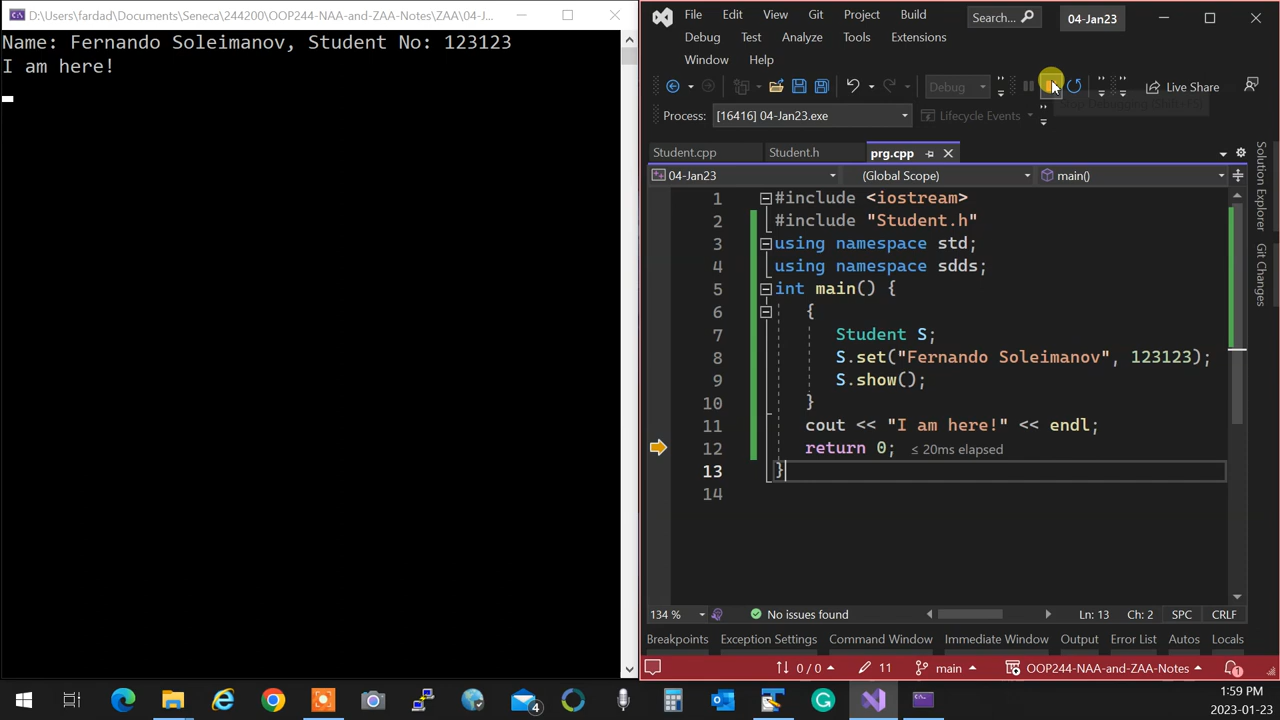 D:\Users\fardad\Documents\Seneca\244200\OOP244-NAA-and-ZAA-Notes\ZAA\04-J...
Name: Fernando Soleimanov, Student No: 123123
I am here!
File Edit View Git Project Build
Debug Test Analyze Tools Extensions
Window Help
Search...
04-Jan23
Debug
Live Share
Process: [16416] 04-Jan23.exe
Lifecycle Events
Student.cpp Student.h prg.cpp
04-Jan23 (Global Scope) main()
1 #include <iostream>
2 #include "Student.h"
3 using namespace std;
4 using namespace sdds;
5 int main() {
6 {
7 Student S;
8 S.set("Fernando Soleimanov", 123123);
9 S.show();
10 }
11 cout << "I am here!" << endl;
12 return 0; ≤ 20ms elapsed
13 }
14
Solution Explorer
Git Changes
134 % No issues found Ln: 13 Ch: 2 SPC CRLF
Breakpoints Exception Settings Command Window Immediate Window Output Error List Autos Locals
0 / 0 11 main OOP244-NAA-and-ZAA-Notes 1
4
1:59 PM
2023-01-23